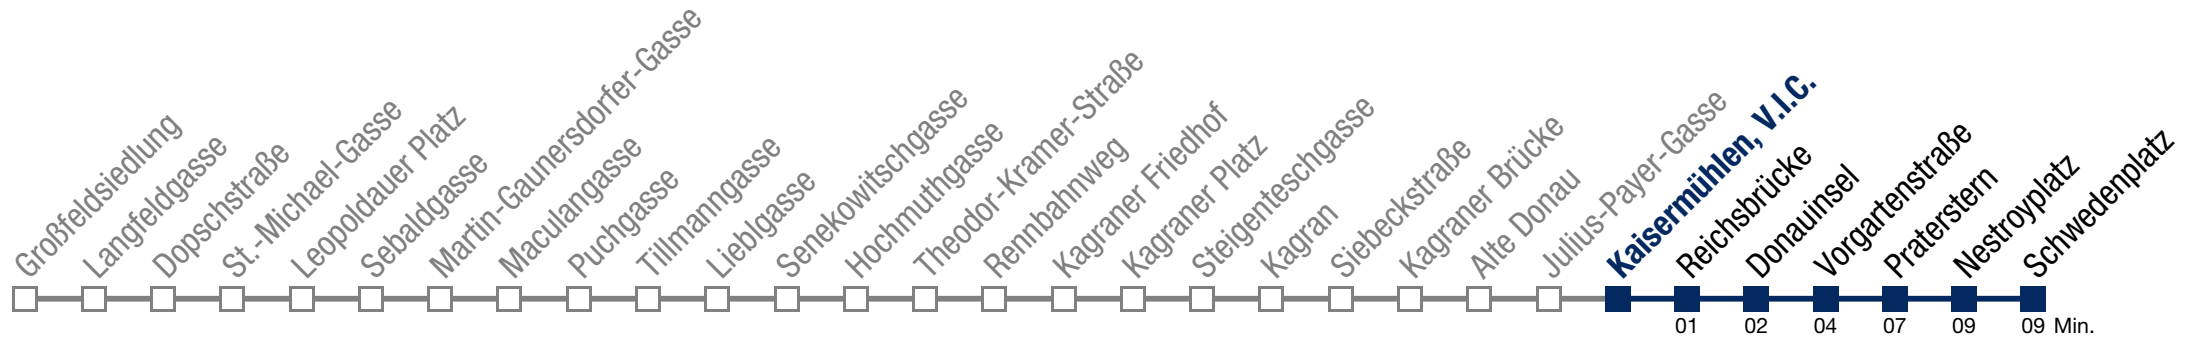 Großfeldsiedlung
Langfeldgasse
Dopschstraße
St.-Michael-Gasse
Leopoldauer Platz
Sebaldgasse
Martin-Gaunersdorfer-Gasse
Maculangasse
Puchgasse
Tillmanngasse
Lieblgasse
Senekowitschgasse
Hochmuthgasse
Theodor-Kramer-Straße
Rennbahnweg
Kagraner Friedhof
Kagraner Platz
Steigenteschgasse
Kagran
Siebeckstraße
Kagraner Brücke
Alte Donau
Julius-Payer-Gasse
Kaisermühlen, V.I.C.
Reichsbrücke
Donauinsel
Vorgartenstraße
Praterstern
Nestroyplatz
Schwedenplatz
01 02 04 07 09 09 Min.